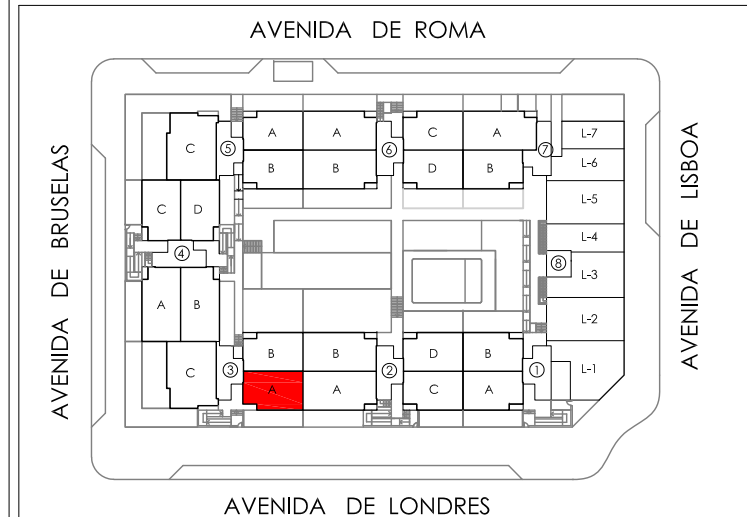 AVENIDA DE ROMA
AVENIDA DE BRUSELAS
AVENIDA DE LISBOA
A A C A L-7
C ⑤ ⑥ ⑦
B B D B L-6
L-5
C D
L-4
④ ⑧ L-3
A B
L-2
B B D B
C ③ ② ① L-1
A A C A
AVENIDA DE LONDRES